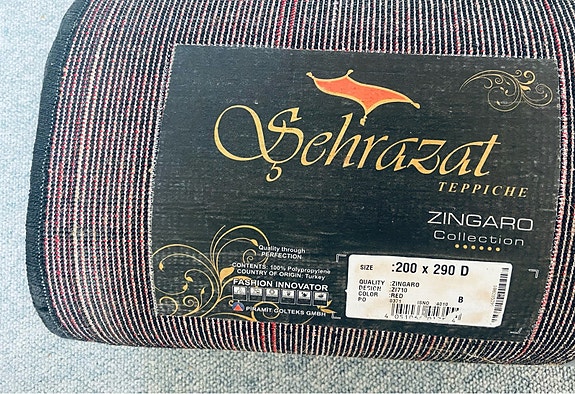 Şehrazat
TEPPICHE
ZINGARO
Collection
Quality through
PERFECTION
CONTENTS: 100% Polypropylene
COUNTRY OF ORIGIN: Turkey
FASHION INNOVATOR
PIRAMIT GOLTEKS GMBH
SIZE :200 x 290 D
QUALITY :ZINGARO
DESIGN :ZI710
COLOR :RED B
PO